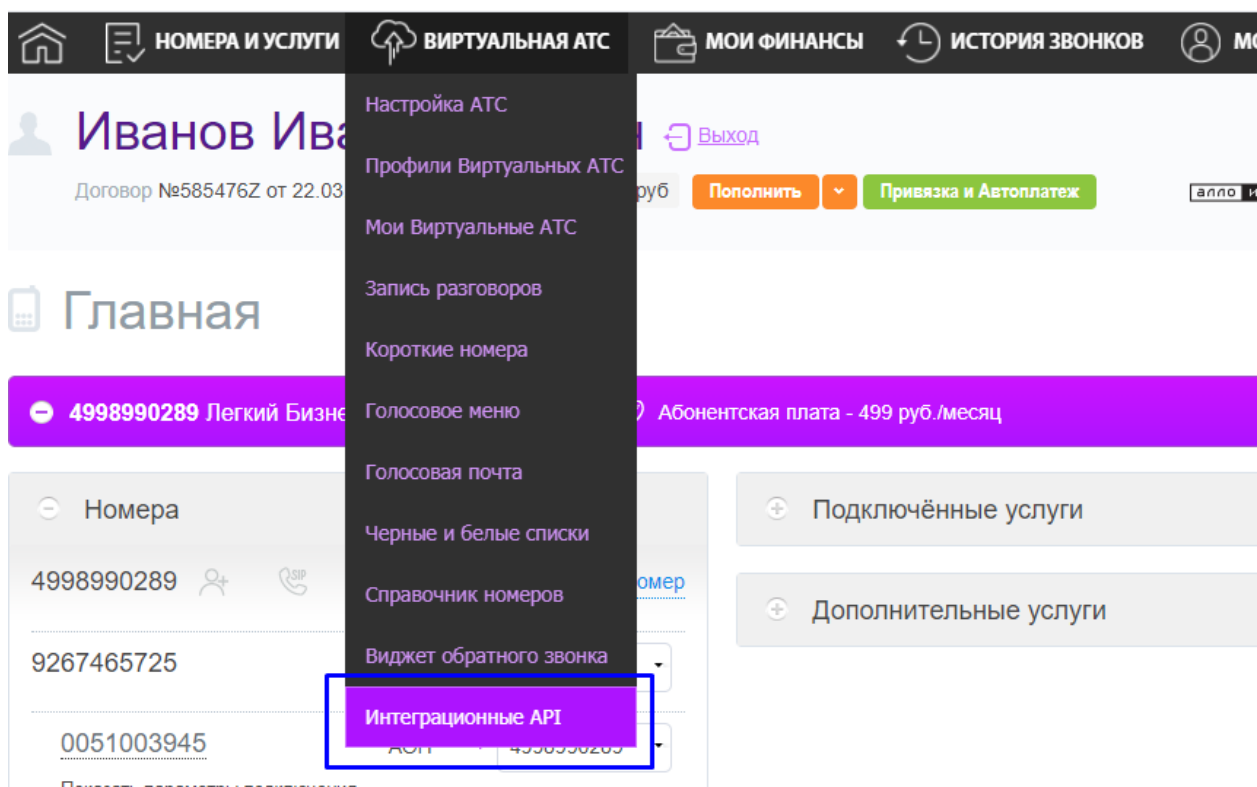 НОМЕРА И УСЛУГИ ВИРТУАЛЬНАЯ АТС МОИ ФИНАНСЫ ИСТОРИЯ ЗВОНКОВ
Настройка АТС
Иванов Выход
Профили Виртуальных АТС
Договор №585476Z от 22.03 руб Пополнить Привязка и Автоплатеж алло
Мои Виртуальные АТС
Запись разговоров
Главная
Короткие номера
4998990289 Легкий Голосовое меню Абонентская плата - 499 руб./месяц
Голосовая почта
Номера Подключённые услуги
Черные и белые списки
4998990289 SIP
Справочник номеров Дополнительные услуги
9267465725 Виджет обратного звонка
Интеграционные API
0051003945